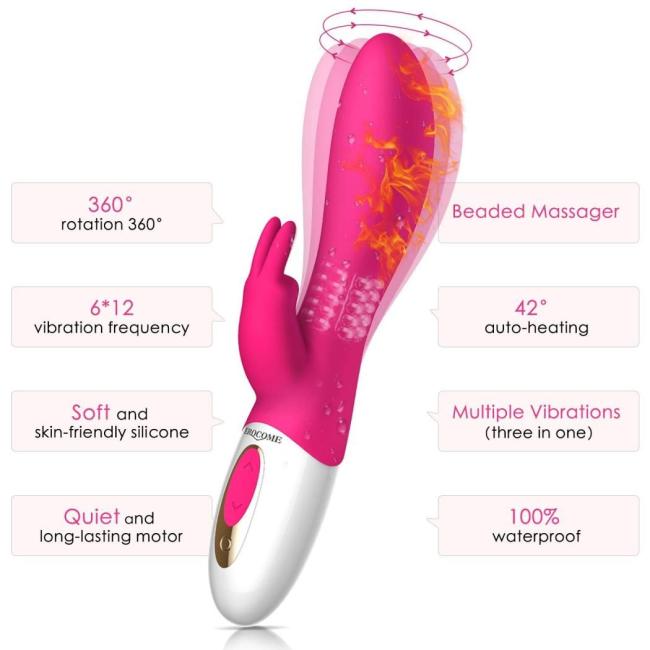 360°
rotation 360°
6*12
vibration frequency
Soft and
skin-friendly silicone
Quiet and
long-lasting motor
Beaded Massager
42°
auto-heating
Multiple Vibrations
(three in one)
100%
waterproof
EROCOME